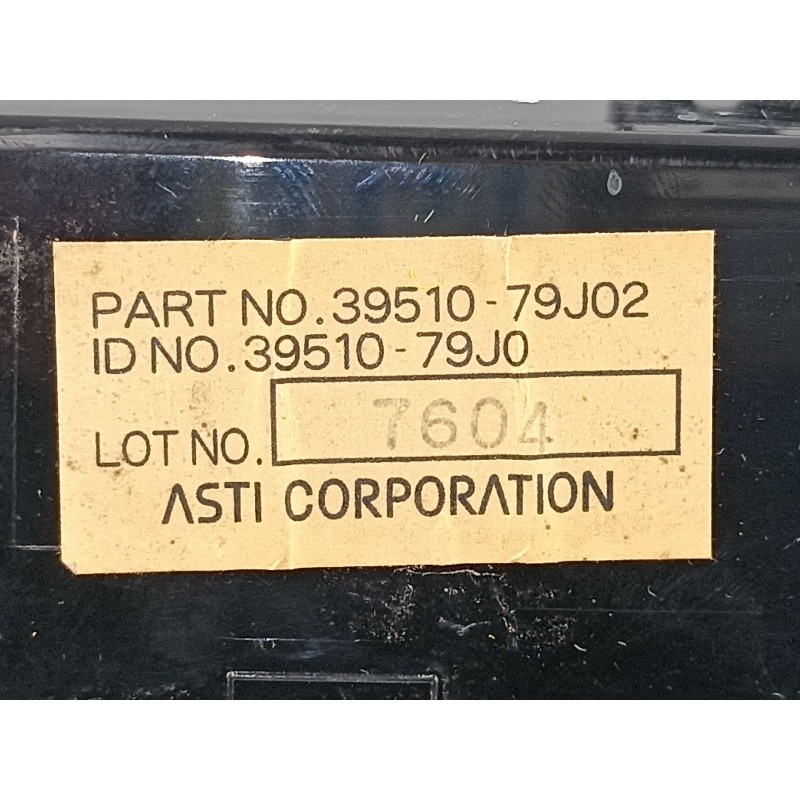 PART NO. 39510-79J02
ID NO. 39510-79J0
LOT NO. 7604
ASTI CORPORATION